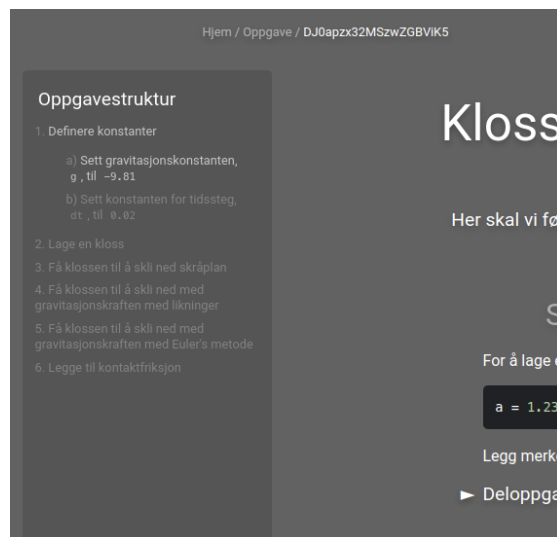 Hjem / Oppgave / DJ0apzx32MSzwZGBViK5
Oppgavestruktur
1. Definere konstanter
a) Sett gravitasjonskonstanten,
g , til -9.81
b) Sett konstanten for tidssteg,
dt , til 0.02
2. Lage en kloss
3. Få klossen til å skli ned skråplan
4. Få klossen til å skli ned med
gravitasjonskraften med likninger
5. Få klossen til å skli ned med
gravitasjonskraften med Euler's metode
6. Legge til kontaktfriksjon
Kloss
Her skal vi fø
S
For å lage
a = 1.23
Legg merk
► Deloppga